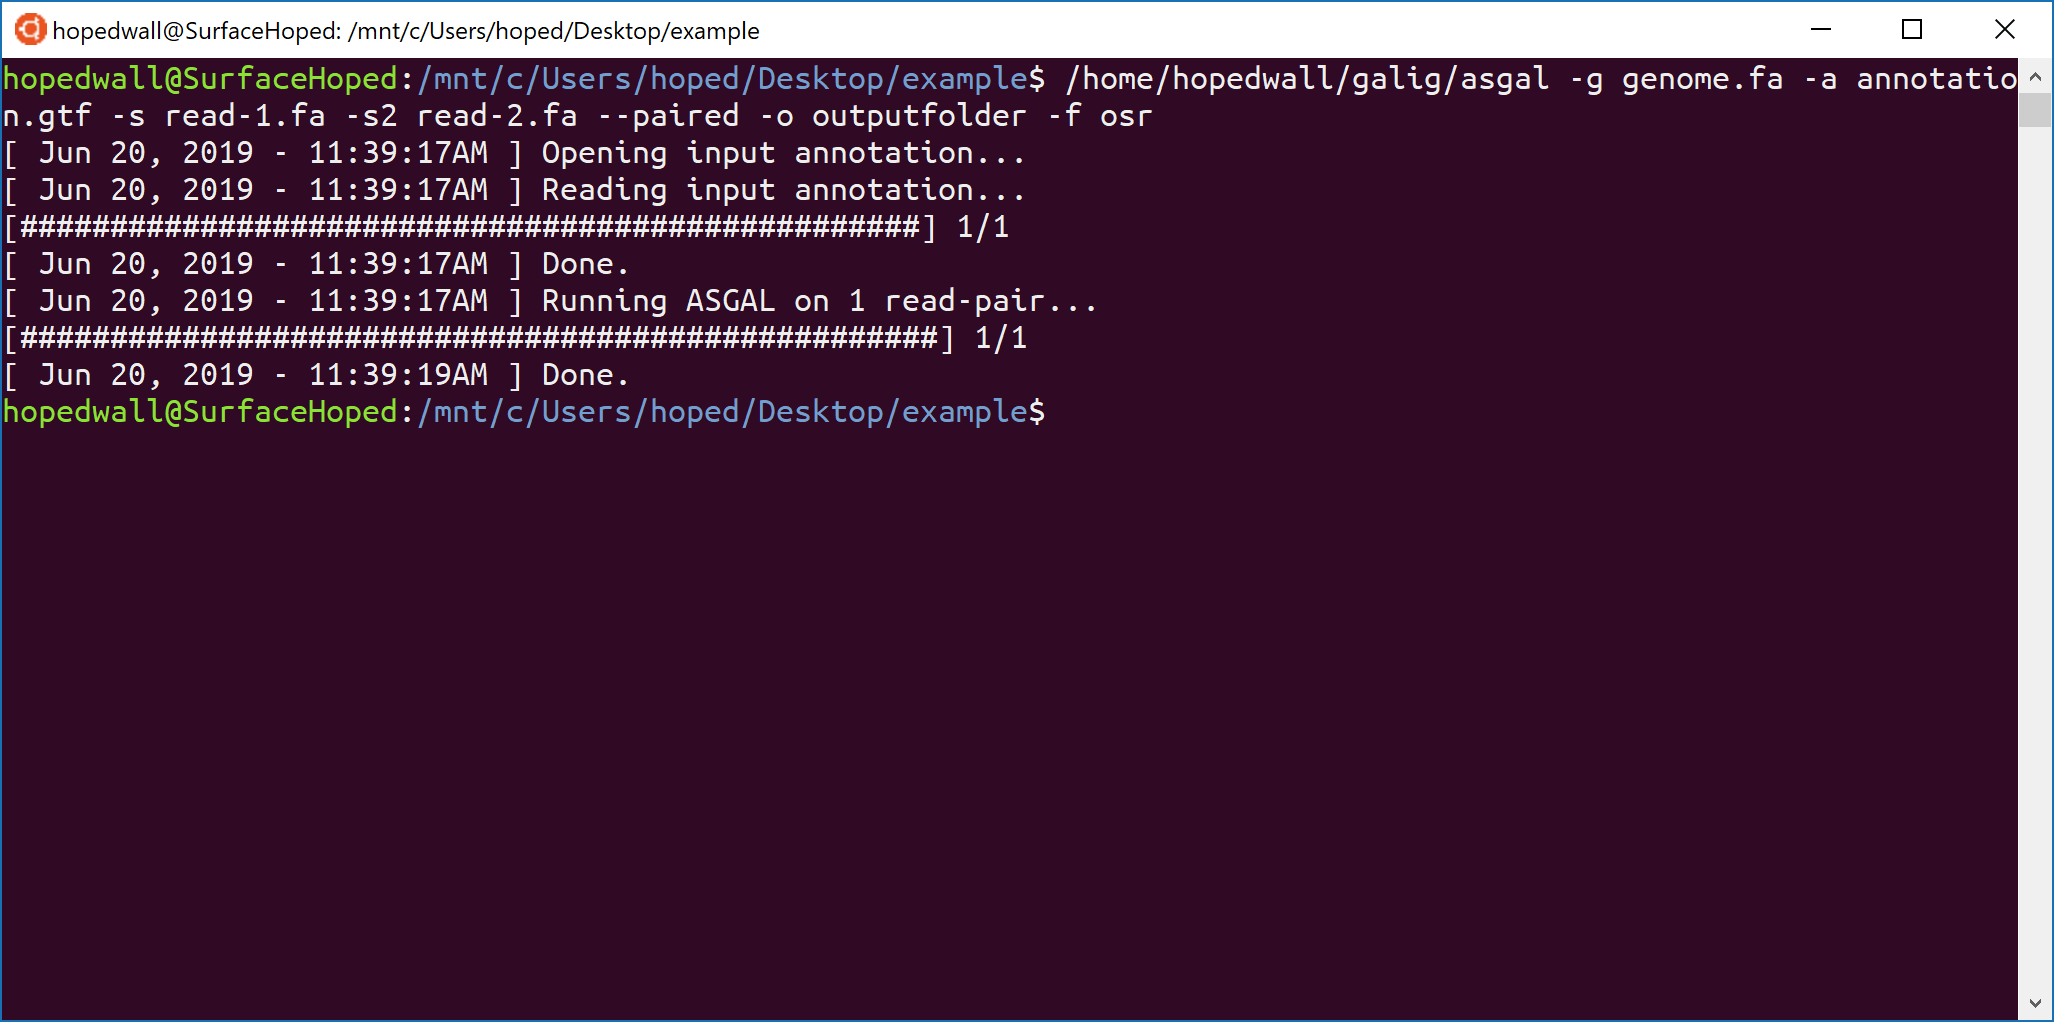 hopedwall@SurfaceHoped: /mnt/c/Users/hoped/Desktop/example
hopedwall@SurfaceHoped:/mnt/c/Users/hoped/Desktop/example$ /home/hopedwall/galig/asgal -g genome.fa -a annotatio
n.gtf -s read-1.fa -s2 read-2.fa --paired -o outputfolder -f osr
[ Jun 20, 2019 - 11:39:17AM ] Opening input annotation...
[ Jun 20, 2019 - 11:39:17AM ] Reading input annotation...
[##################################################] 1/1
[ Jun 20, 2019 - 11:39:17AM ] Done.
[ Jun 20, 2019 - 11:39:17AM ] Running ASGAL on 1 read-pair...
[###################################################] 1/1
[ Jun 20, 2019 - 11:39:19AM ] Done.
hopedwall@SurfaceHoped:/mnt/c/Users/hoped/Desktop/example$